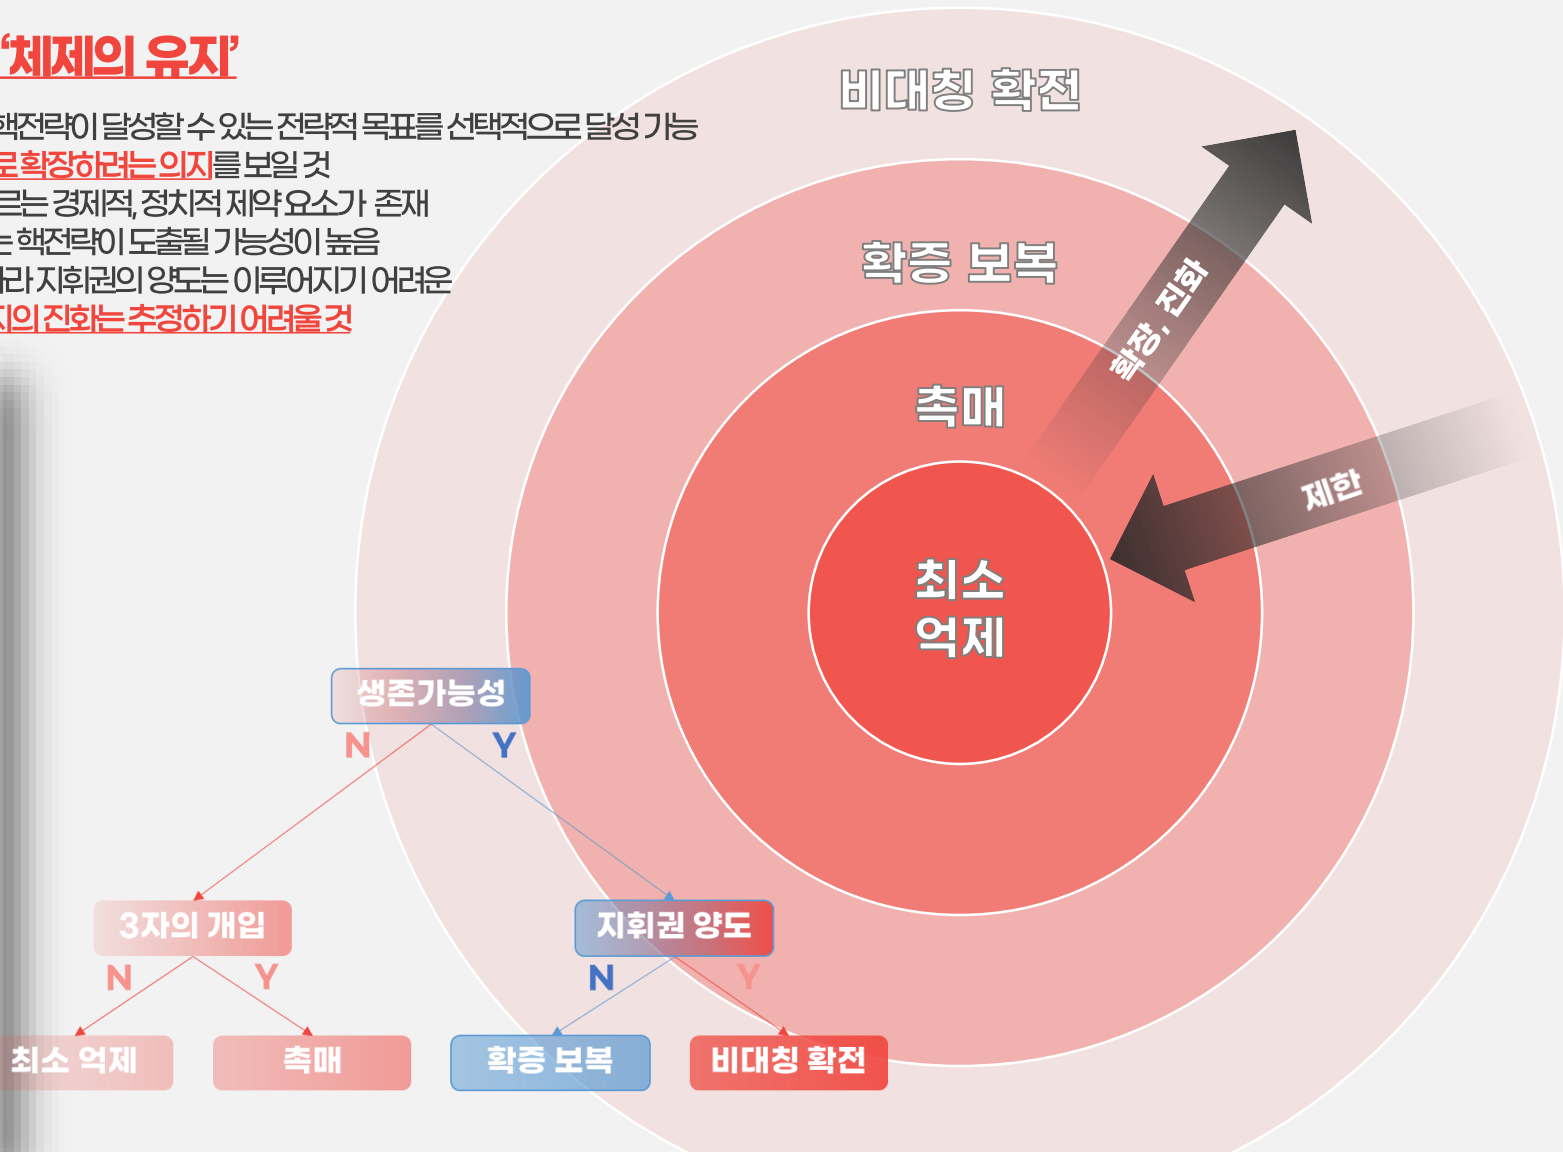 ‘체제의 유지’
핵전략이 달성할 수 있는 전략적 목표를 선택적으로 달성 가능
로 확장하려는 의지를 보일 것
르는 경제적, 정치적 제약 요소가 존재
는 핵전략이 도출될 가능성이 높음
따라 지휘권의 양도는 이루어지기 어려운
지의 진화는 추정하기 어려울 것
비대칭 확전
확증 보복
촉매
최소
억제
확장, 진화
제한
생존가능성
N Y
3자의 개입
지휘권 양도
N Y
N Y
최소 억제
촉매
확증 보복
비대칭 확전